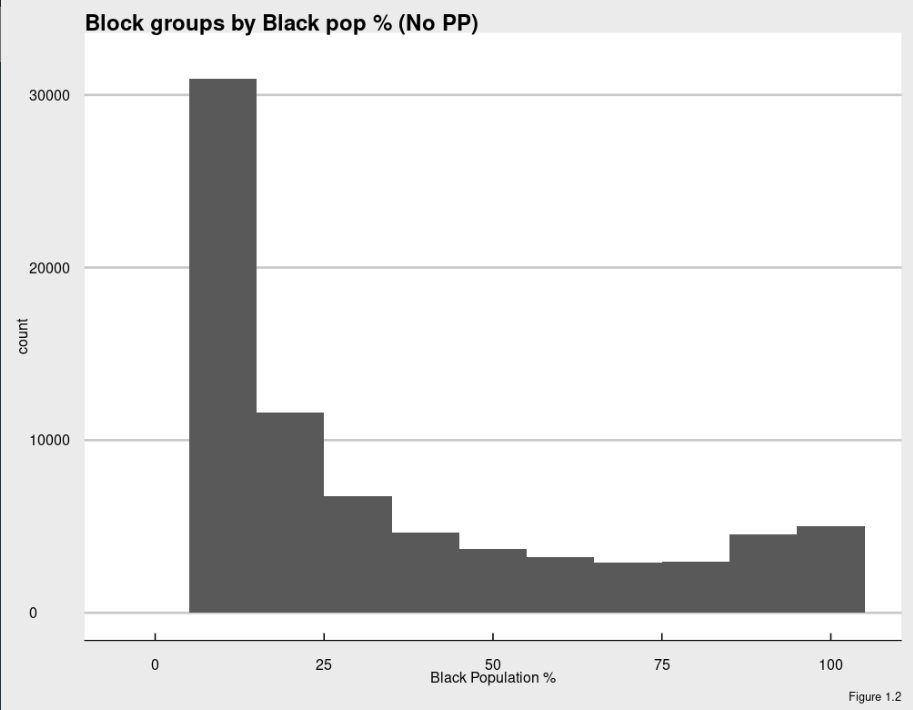 Block groups by Black pop % (No PP)
30000
20000
count
10000
0
0 25 50 75 100
Black Population %
Figure 1.2